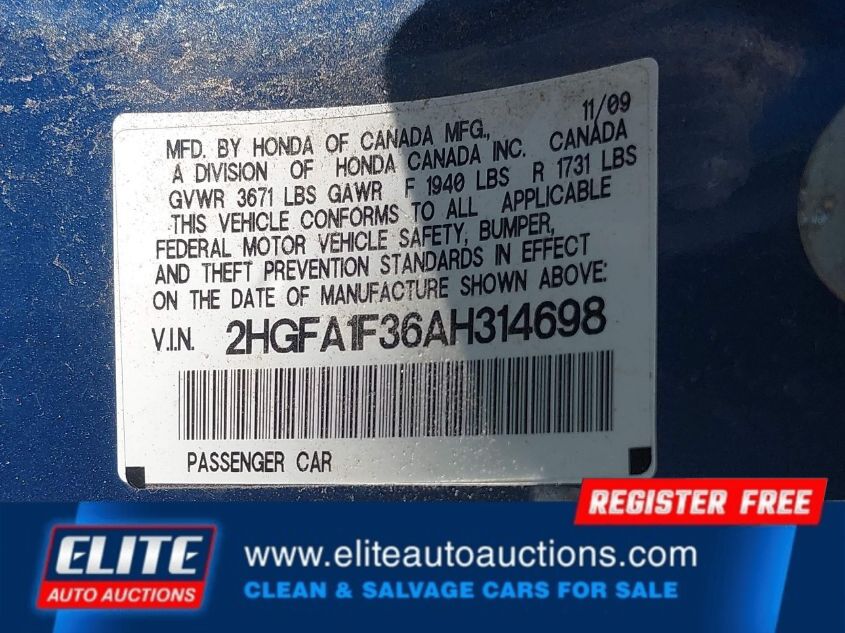 11/09
MFD. BY HONDA OF CANADA MFG.,
A DIVISION OF HONDA CANADA INC. CANADA
GVWR 3671 LBS GAWR F 1940 LBS R 1731 LBS
THIS VEHICLE CONFORMS TO ALL APPLICABLE
FEDERAL MOTOR VEHICLE SAFETY, BUMPER,
AND THEFT PREVENTION STANDARDS IN EFFECT
ON THE DATE OF MANUFACTURE SHOWN ABOVE:
V.I.N. 2HGFA1F36AH314698
PASSENGER CAR
REGISTER FREE
ELITE
AUTO AUCTIONS
www.eliteautoauctions.com
CLEAN & SALVAGE CARS FOR SALE